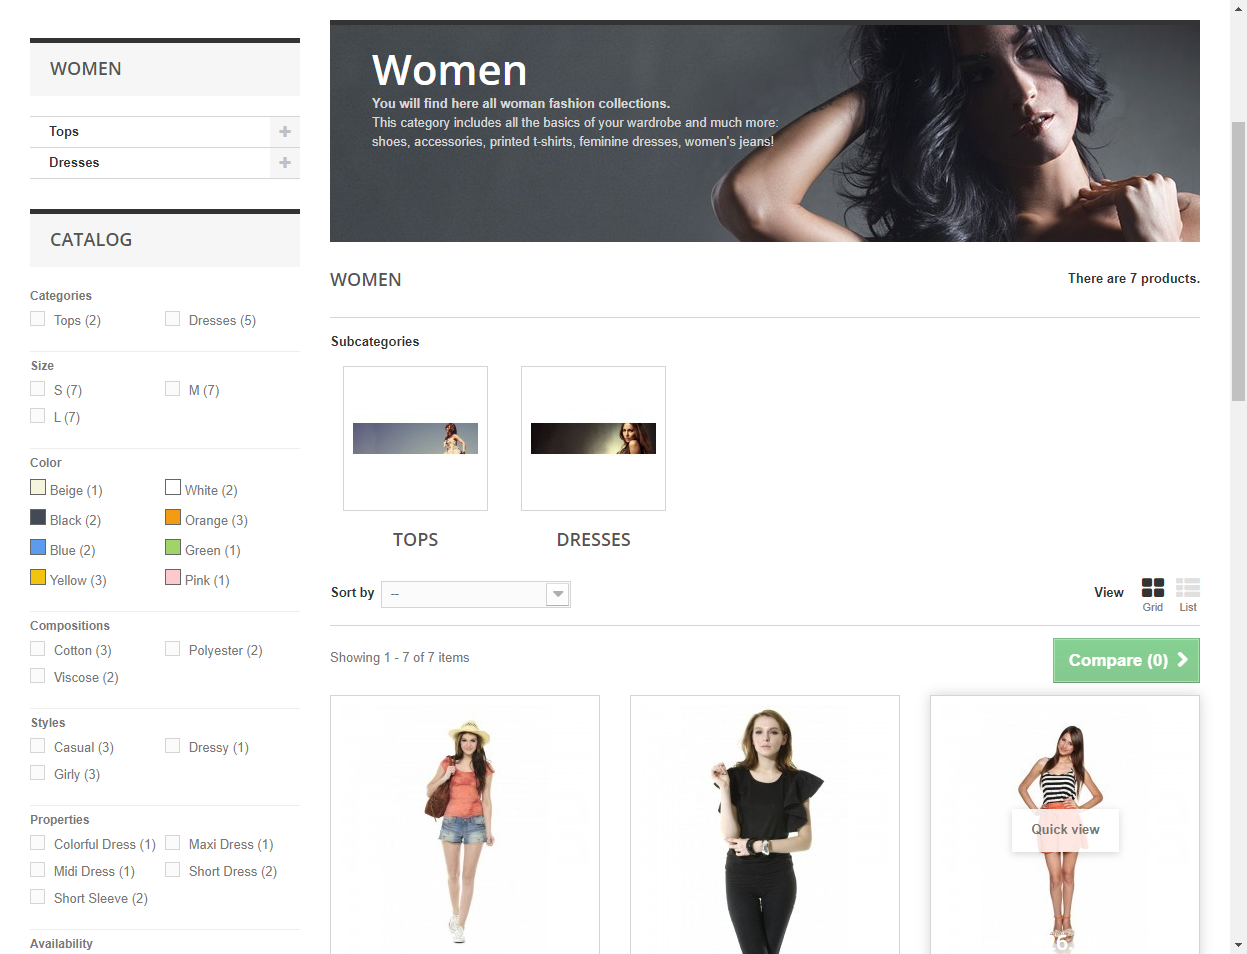 WOMEN
Tops
Dresses
CATALOG
Categories
Tops (2)
Dresses (5)
Size
S (7)
M (7)
L (7)
Color
Beige (1)
White (2)
Black (2)
Orange (3)
Blue (2)
Green (1)
Yellow (3)
Pink (1)
Compositions
Cotton (3)
Polyester (2)
Viscose (2)
Styles
Casual (3)
Dressy (1)
Girly (3)
Properties
Colorful Dress (1)
Maxi Dress (1)
Midi Dress (1)
Short Dress (2)
Short Sleeve (2)
Availability
Women
You will find here all woman fashion collections.
This category includes all the basics of your wardrobe and much more:
shoes, accessories, printed t-shirts, feminine dresses, women's jeans!
WOMEN
There are 7 products.
Subcategories
TOPS
DRESSES
Sort by
--
View
Grid
List
Showing 1 - 7 of 7 items
Compare (0)
Quick view